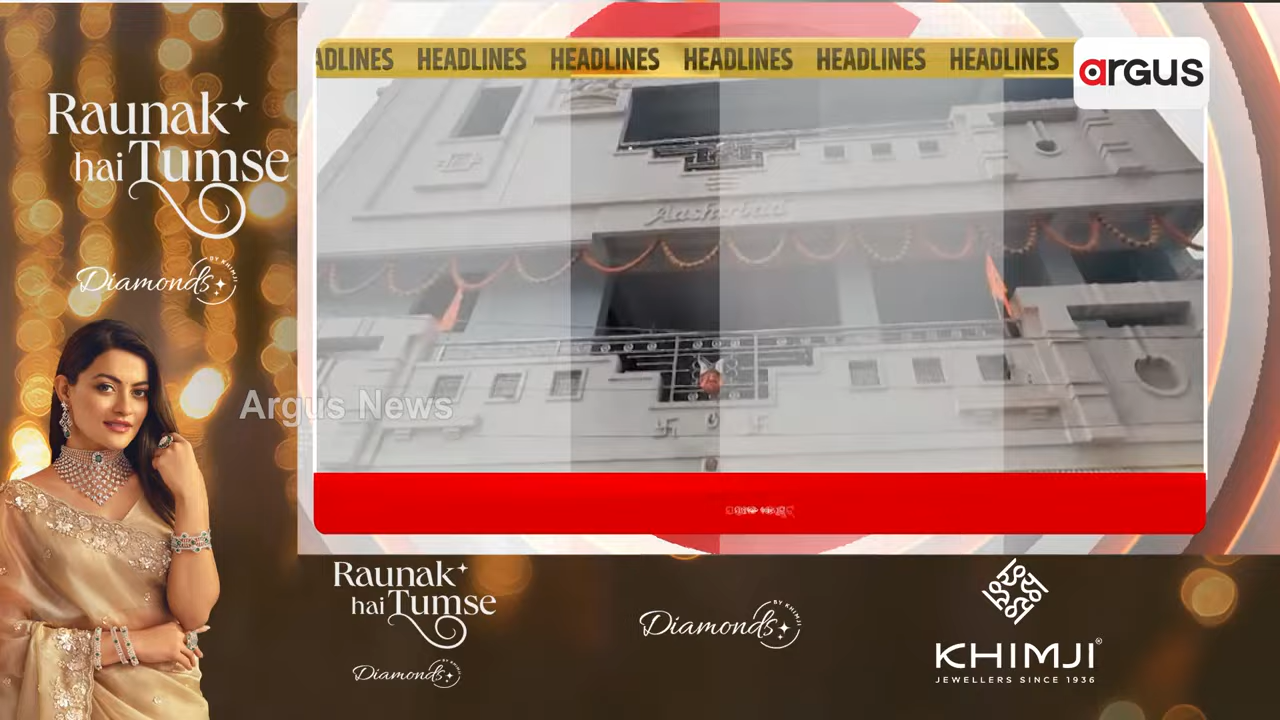 Raunak
hai Tumse
Diamonds
BY KHIMJI
ADLINES HEADLINES HEADLINES HEADLINES HEADLINES HEADLINES
argus
Aashirbad
Argus News
Raunak
hai Tumse
Diamonds
BY KHIMJI
Diamonds
BY KHIMJI
KHIMJI®
JEWELLERS SINCE 1936